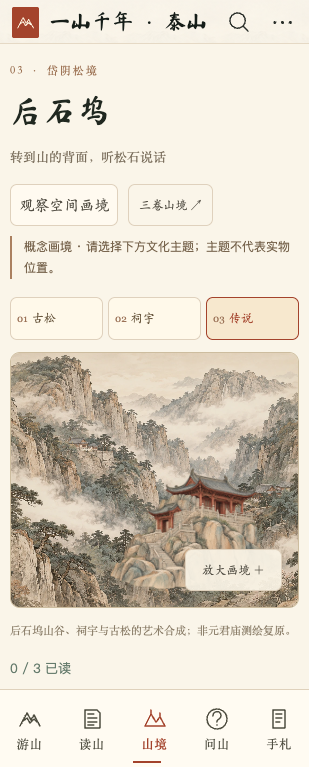 一山千年 · 泰山
03 · 岱阴松境
后石坞
转到山的背面，听松石说话
观察空间画境
三卷山境 ↗
概念画境 · 请选择下方文化主题；主题不代表实物
位置。
01 古松
02 祠宇
03 传说
放大画境 ＋
后石坞山谷、祠宇与古松的艺术合成；非元君庙测绘复原。
0 / 3 已读
游山
读山
山境
问山
手札